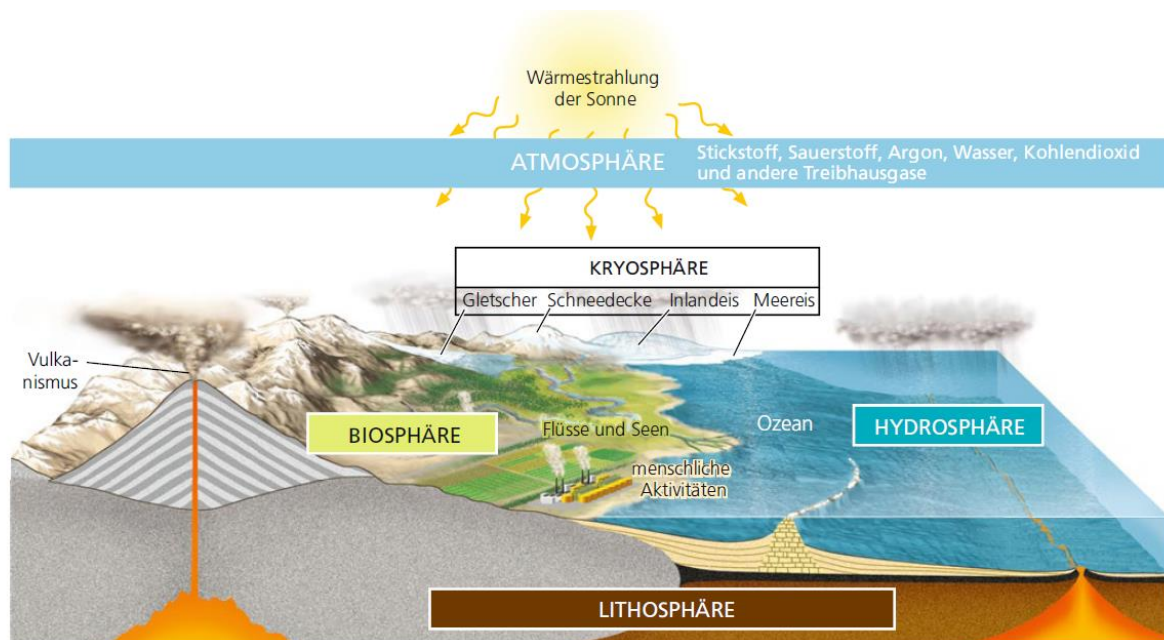 Wärmestrahlung
der Sonne
ATMOSPHÄRE
Stickstoff, Sauerstoff, Argon, Wasser, Kohlendioxid
und andere Treibhausgase
KRYOSPHÄRE
Gletscher Schneedecke Inlandeis Meereis
Vulka-
nismus
BIOSPHÄRE
Flüsse und Seen
Ozean
HYDROSPHÄRE
menschliche
Aktivitäten
LITHOSPHÄRE